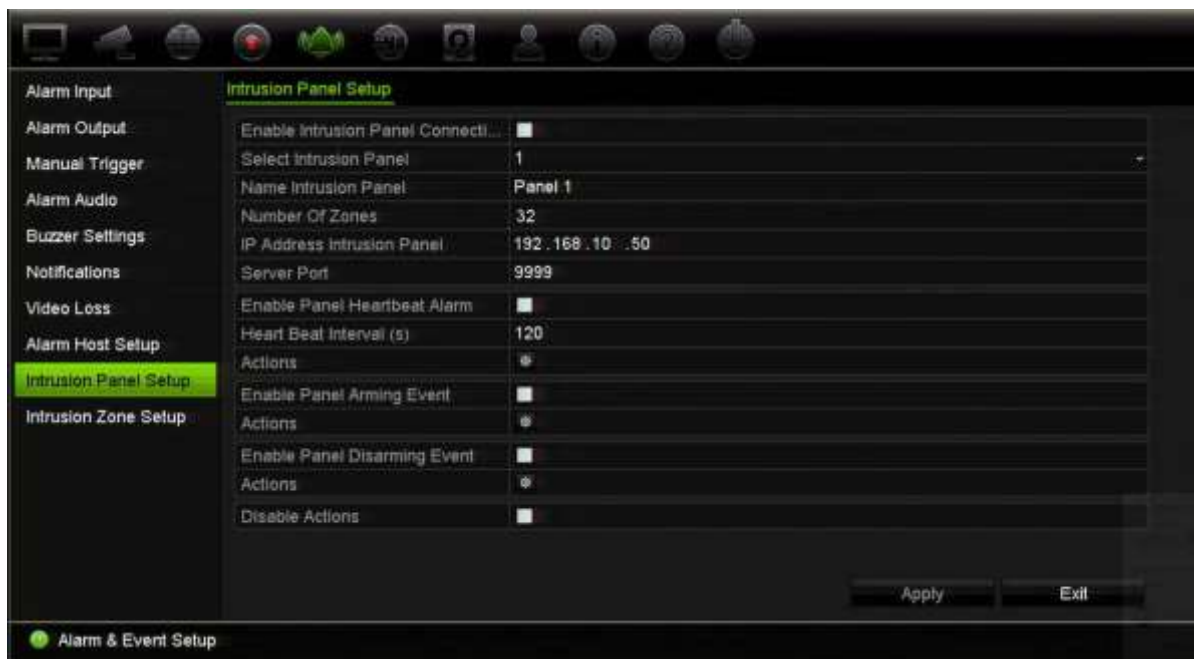 Intrusion Panel Setup
Alarm Input
Alarm Output
Manual Trigger
Alarm Audio
Buzzer Settings
Notifications
Video Loss
Alarm Host Setup
Intrusion Panel Setup
Intrusion Zone Setup
Enable Intrusion Panel Connecti...
Select Intrusion Panel 1
Name Intrusion Panel Panel 1
Number Of Zones 32
IP Address Intrusion Panel 192 . 168 . 10 . 50
Server Port 9999
Enable Panel Heartbeat Alarm
Heart Beat Interval (s) 120
Actions
Enable Panel Arming Event
Actions
Enable Panel Disarming Event
Actions
Disable Actions
Apply Exit
Alarm & Event Setup